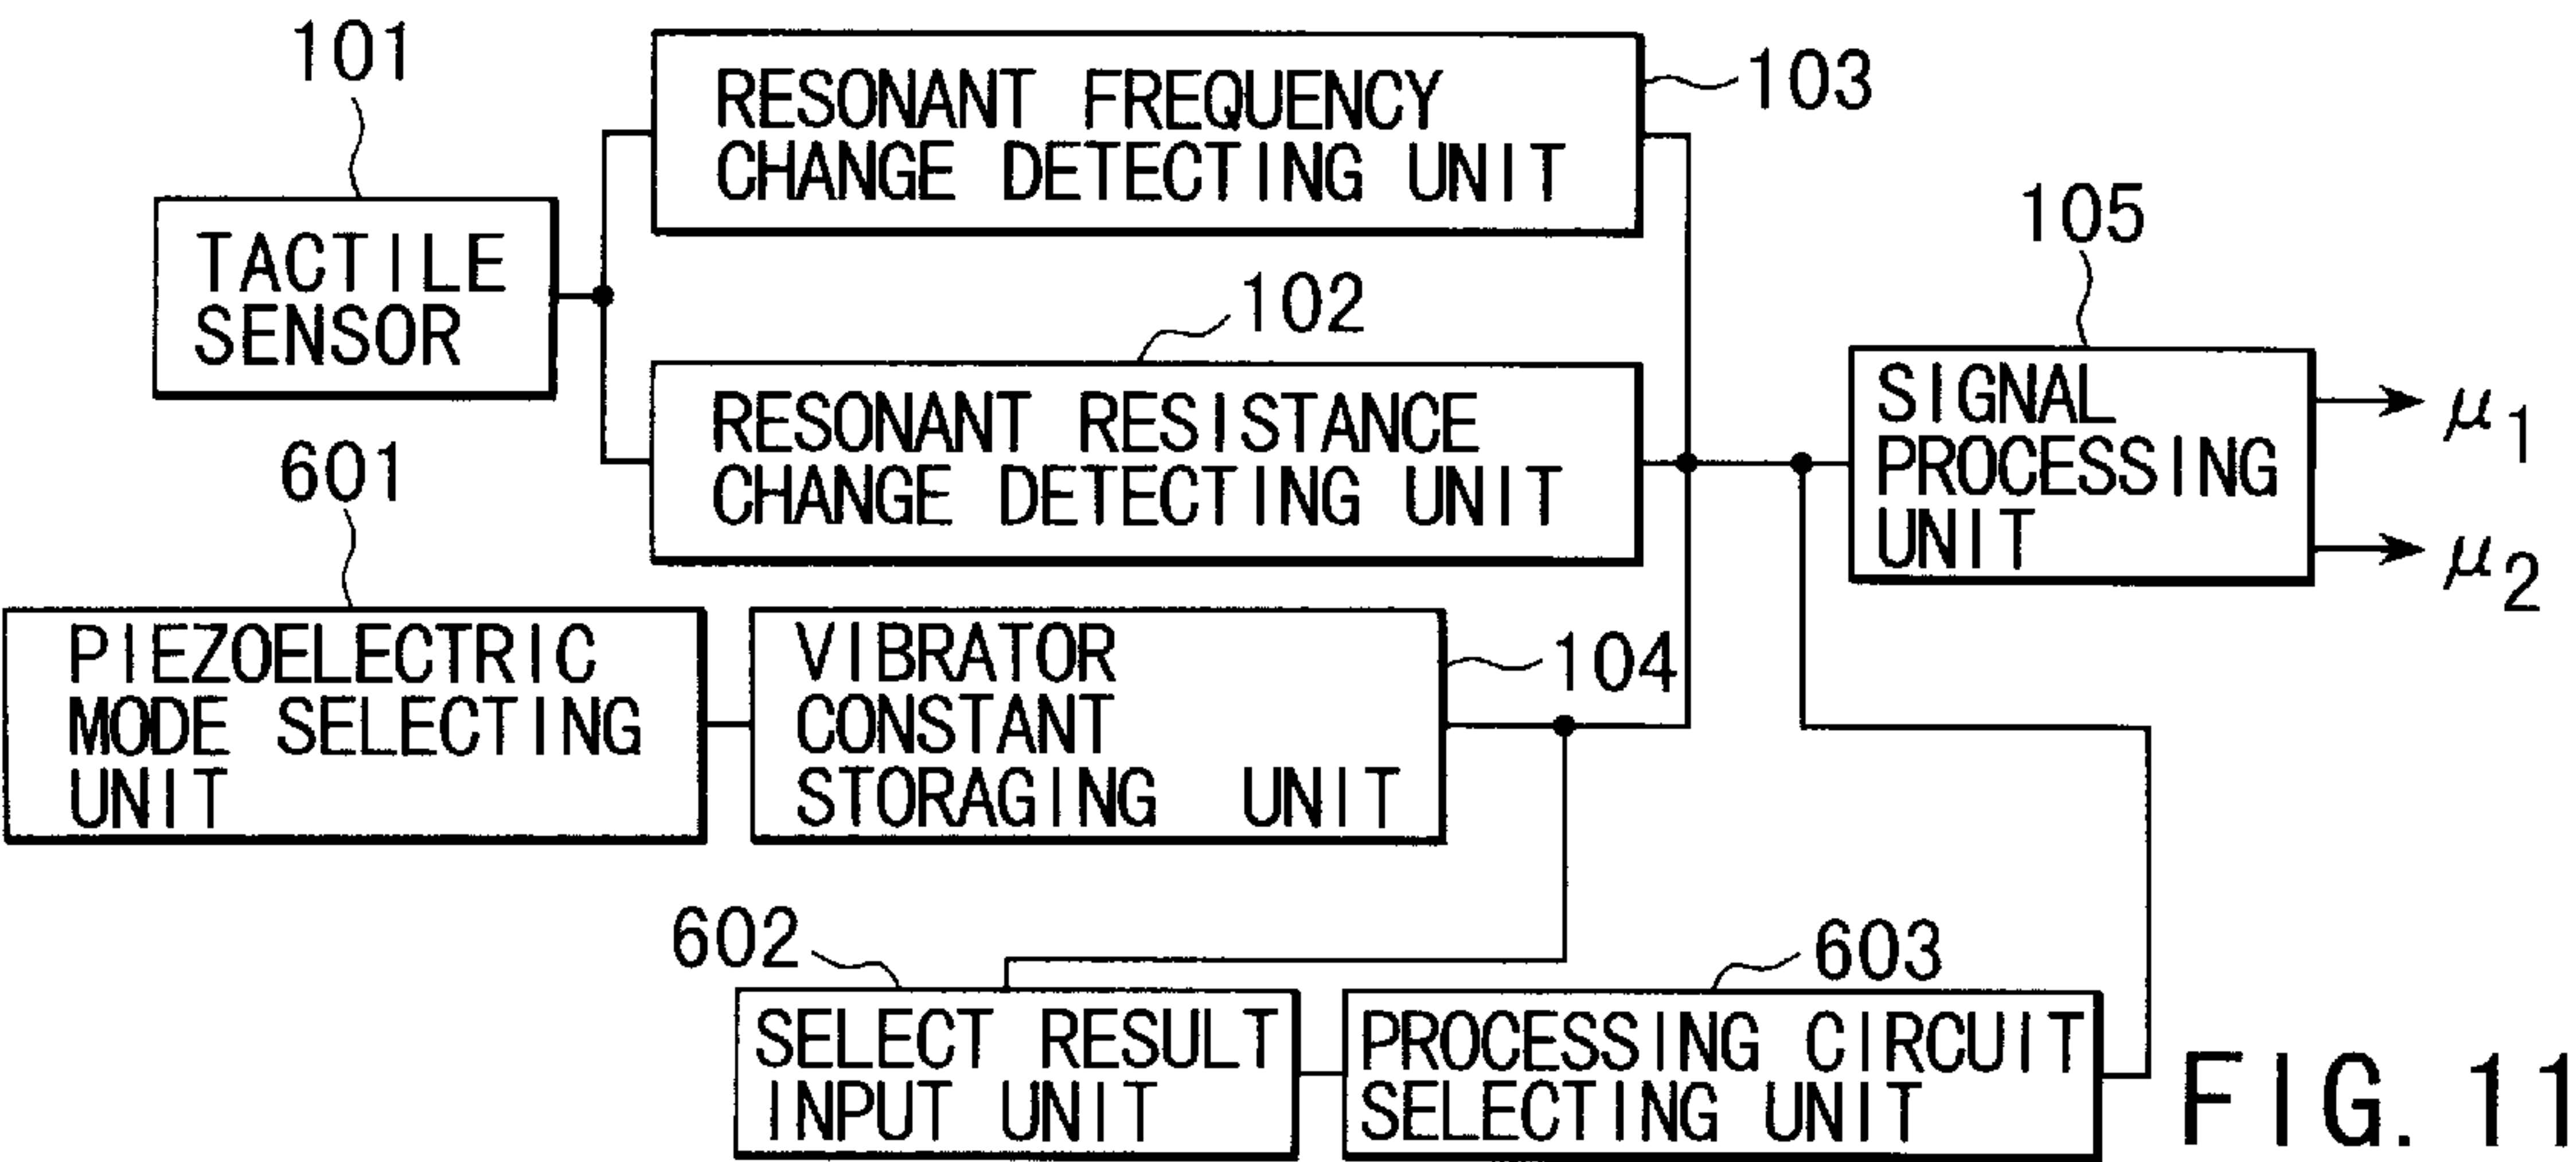 101
RESONANT FREQUENCY
CHANGE DETECTING UNIT
103
TACTILE
SENSOR
105
102
RESONANT RESISTANCE
CHANGE DETECTING UNIT
SIGNAL
PROCESSING
UNIT
μ1
μ2
601
PIEZOELECTRIC
MODE SELECTING
UNIT
VIBRATOR
CONSTANT
STORAGING UNIT
104
602
SELECT RESULT
INPUT UNIT
603
PROCESSING CIRCUIT
SELECTING UNIT
FIG. 11